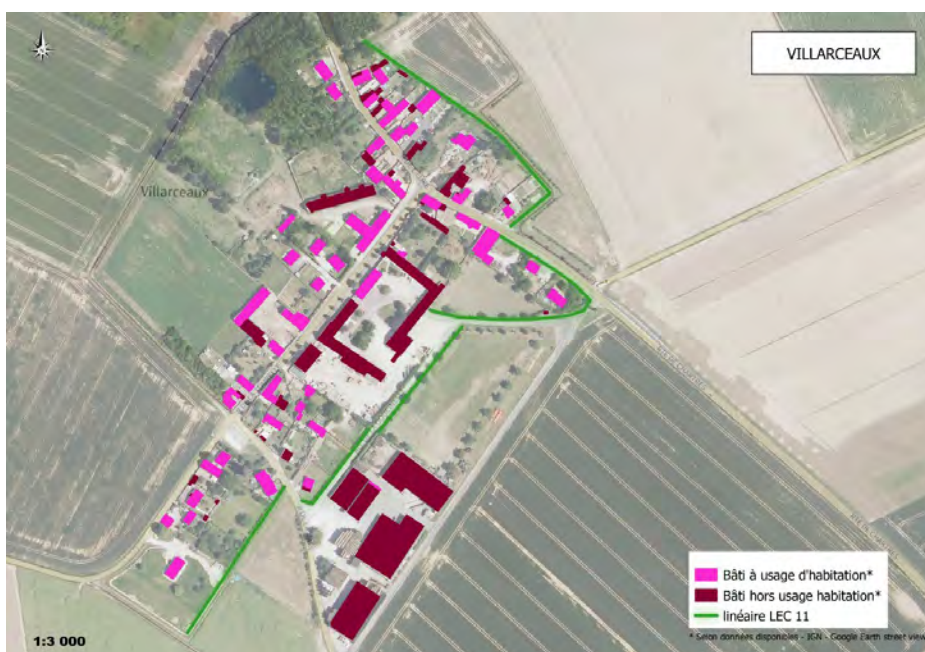 VILLARCEAUX
Villarceaux
Bâti à usage d'habitation*
Bâti hors usage habitation*
linéaire LEC 11
* Selon données disponibles - IGN - Google Earth street view
1:3 000